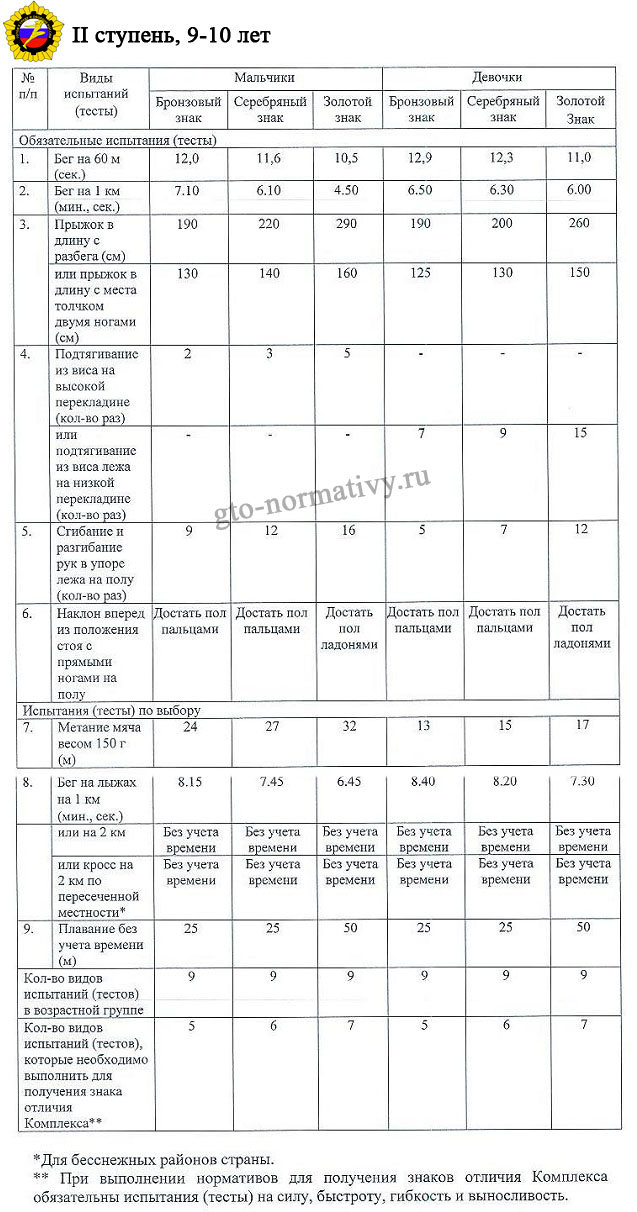 II ступень, 9-10 лет
№ п/п Виды испытаний (тесты) Мальчики Девочки
Бронзовый знак Серебряный знак Золотой знак Бронзовый знак Серебряный знак Золотой Знак
Обязательные испытания (тесты)
1. Бег на 60 м (сек.) 12,0 11,6 10,5 12,9 12,3 11,0
2. Бег на 1 км (мин., сек.) 7.10 6.10 4.50 6.50 6.30 6.00
3. Прыжок в длину с разбега (см) 190 220 290 190 200 260
или прыжок в длину с места толчком двумя ногами (см) 130 140 160 125 130 150
4. Подтягивание из виса на высокой перекладине (кол-во раз) 2 3 5 - - -
или подтягивание из виса лежа на низкой перекладине (кол-во раз) - - - 7 9 15
gto-normativy.ru
5. Сгибание и разгибание рук в упоре лежа на полу (кол-во раз) 9 12 16 5 7 12
6. Наклон вперед из положения стоя с прямыми ногами на полу Достать пол пальцами Достать пол пальцами Достать пол ладонями Достать пол пальцами Достать пол пальцами Достать пол ладонями
Испытания (тесты) по выбору
7. Метание мяча весом 150 г (м) 24 27 32 13 15 17
8. Бег на лыжах на 1 км (мин., сек.) 8.15 7.45 6.45 8.40 8.20 7.30
или на 2 км Без учета времени Без учета времени Без учета времени Без учета времени Без учета времени Без учета времени
или кросс на 2 км по пересеченной местности* Без учета времени Без учета времени Без учета времени Без учета времени Без учета времени Без учета времени
9. Плавание без учета времени (м) 25 25 50 25 25 50
Кол-во видов испытаний (тестов) в возрастной группе 9 9 9 9 9 9
Кол-во видов испытаний (тестов), которые необходимо выполнить для получения знака отличия Комплекса** 5 6 7 5 6 7
*Для бесснежных районов страны.
** При выполнении нормативов для получения знаков отличия Комплекса
обязательны испытания (тесты) на силу, быстроту, гибкость и выносливость.